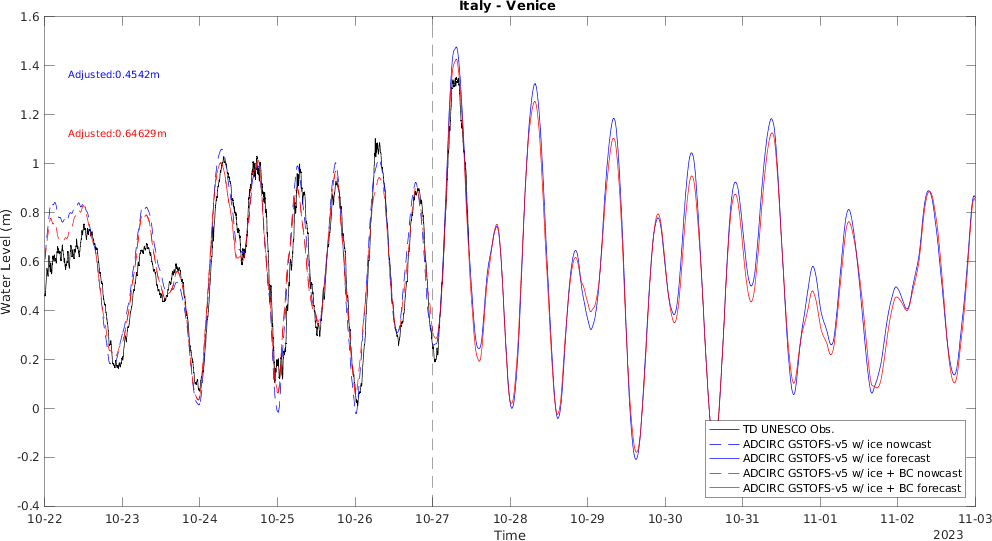 Italy - Venice
1.6
1.4
1.2
1
0.8
0.6
0.4
0.2
0
-0.2
-0.4
Water Level (m)
Adjusted:0.4542m
Adjusted:0.64629m
TD UNESCO Obs.
ADCIRC GSTOFS-v5 w/ ice nowcast
ADCIRC GSTOFS-v5 w/ ice forecast
ADCIRC GSTOFS-v5 w/ ice + BC nowcast
ADCIRC GSTOFS-v5 w/ ice + BC forecast
10-22 10-23 10-24 10-25 10-26 10-27 10-28 10-29 10-30 10-31 11-01 11-02 11-03
Time
2023